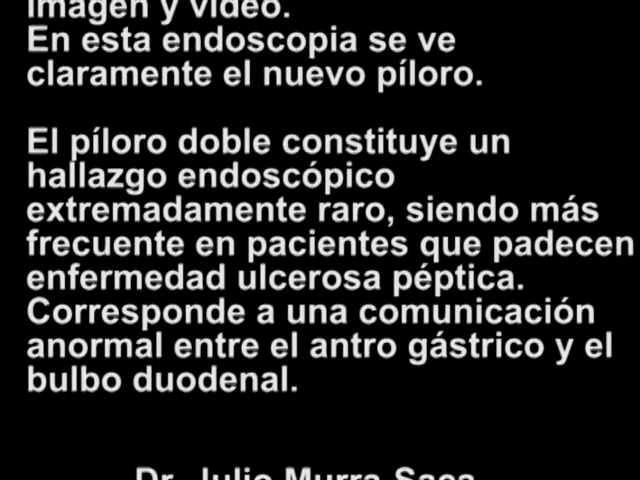 imagen y video.
En esta endoscopia se ve
claramente el nuevo píloro.
El píloro doble constituye un
hallazgo endoscópico
extremadamente raro, siendo más
frecuente en pacientes que padecen
enfermedad ulcerosa péptica.
Corresponde a una comunicación
anormal entre el antro gástrico y el
bulbo duodenal.
Dr. Julio Murra Saca